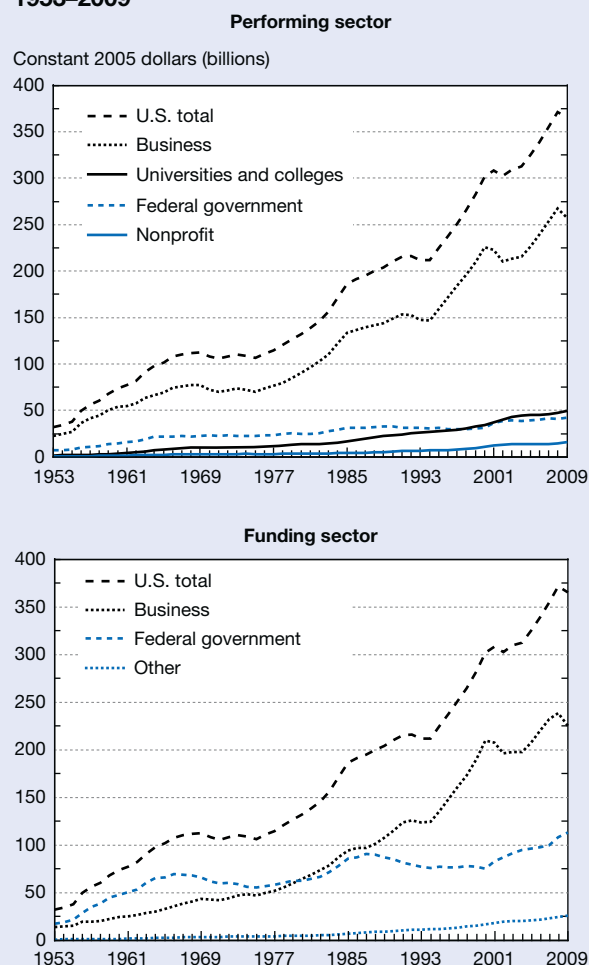 1953–2009
Performing sector
Constant 2005 dollars (billions)
400
350
300
250
200
150
100
50
0
U.S. total
Business
Universities and colleges
Federal government
Nonprofit
1953 1961 1969 1977 1985 1993 2001 2009
Funding sector
400
350
300
250
200
150
100
50
0
U.S. total
Business
Federal government
Other
1953 1961 1969 1977 1985 1993 2001 2009